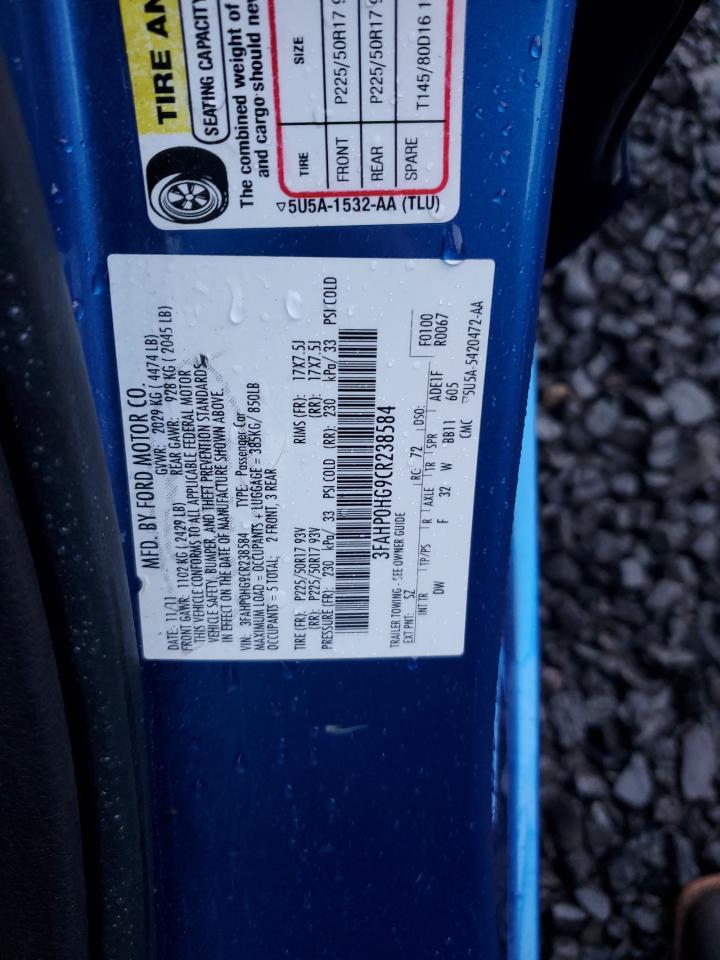 TIRE AN
SEATING CAPACITY
The combined weight of
and cargo should nev
TIRE SIZE
FRONT P225/50R17 9
REAR P225/50R17 9
SPARE T145/80D16 1
▽5U5A-1532-AA (TLU)
MFD. BY FORD MOTOR CO.
DATE: 11/11 GVWR: 2029 KG ( 4474 LB)
FRONT GAWR: 1102 KG ( 2429 LB) REAR GAWR: 928 KG ( 2045 LB)
THIS VEHICLE CONFORMS TO ALL APPLICABLE FEDERAL MOTOR
VEHICLE SAFETY, BUMPER, AND THEFT PREVENTION STANDARDS
IN EFFECT ON THE DATE OF MANUFACTURE SHOWN ABOVE.
VIN: 3FAHP0HG9CR238584 TYPE: Passenger Car
MAXIMUM LOAD = OCCUPANTS + LUGGAGE = 385KG/ 850LB
OCCUPANTS = 5 TOTAL; 2 FRONT, 3 REAR
TIRE (FR): P225/50R17 93V RIMS (FR): 17X7.5J
(RR): P225/50R17 93V (RR): 17X7.5J
PRESSURE (FR): 230 kPa/ 33 PSI COLD (RR): 230 kPa/ 33 PSI COLD
3FAHP0HG9CR238584
TRAILER TOWING - SEE OWNER GUIDE
EXT PNT: SZ RC: 72 DSO: F0100
R0067
INT TR TP/PS R AXLE TR SPR ADE1F
DW F 32 W BB11 605
CMC ▽5U5A-5420472-AA